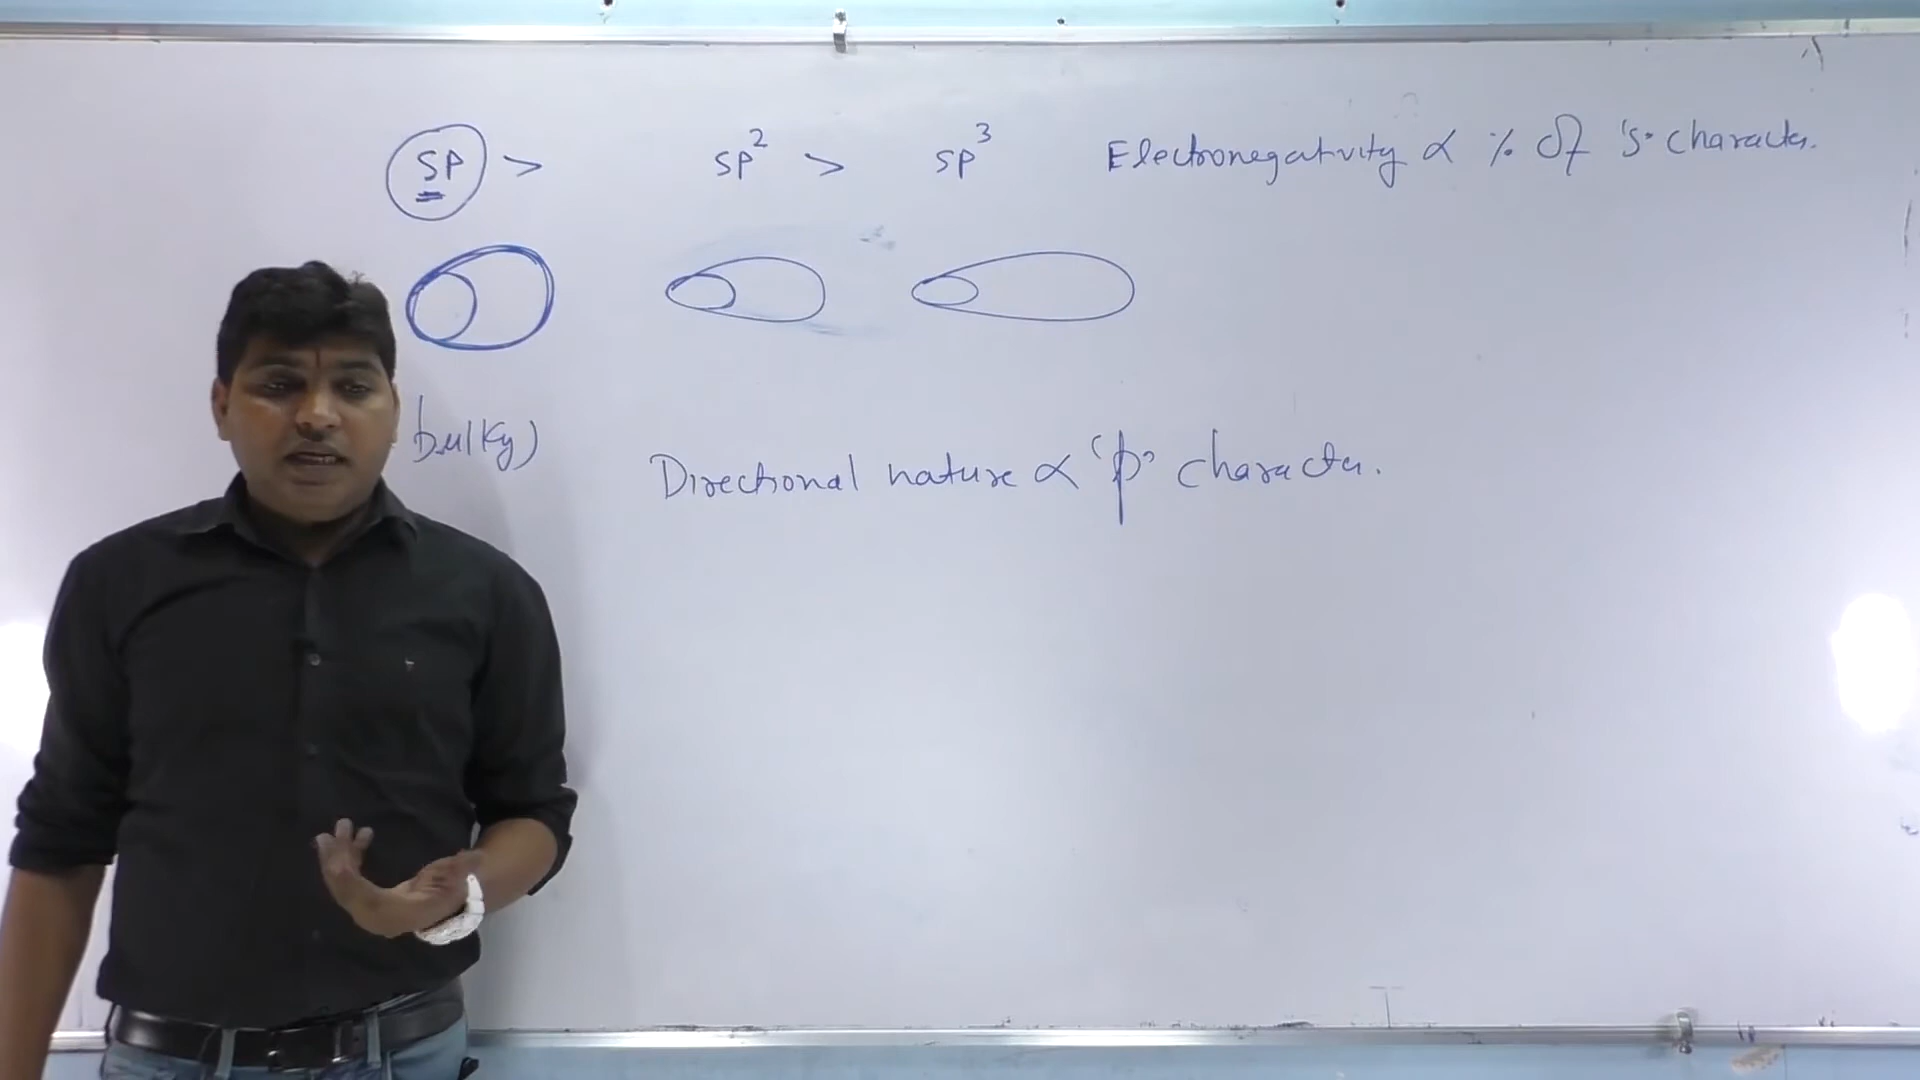 sp > sp² > sp³ Electronegativity ∝ % of 's' character.
bulky)
Directional nature ∝ 'p' character.